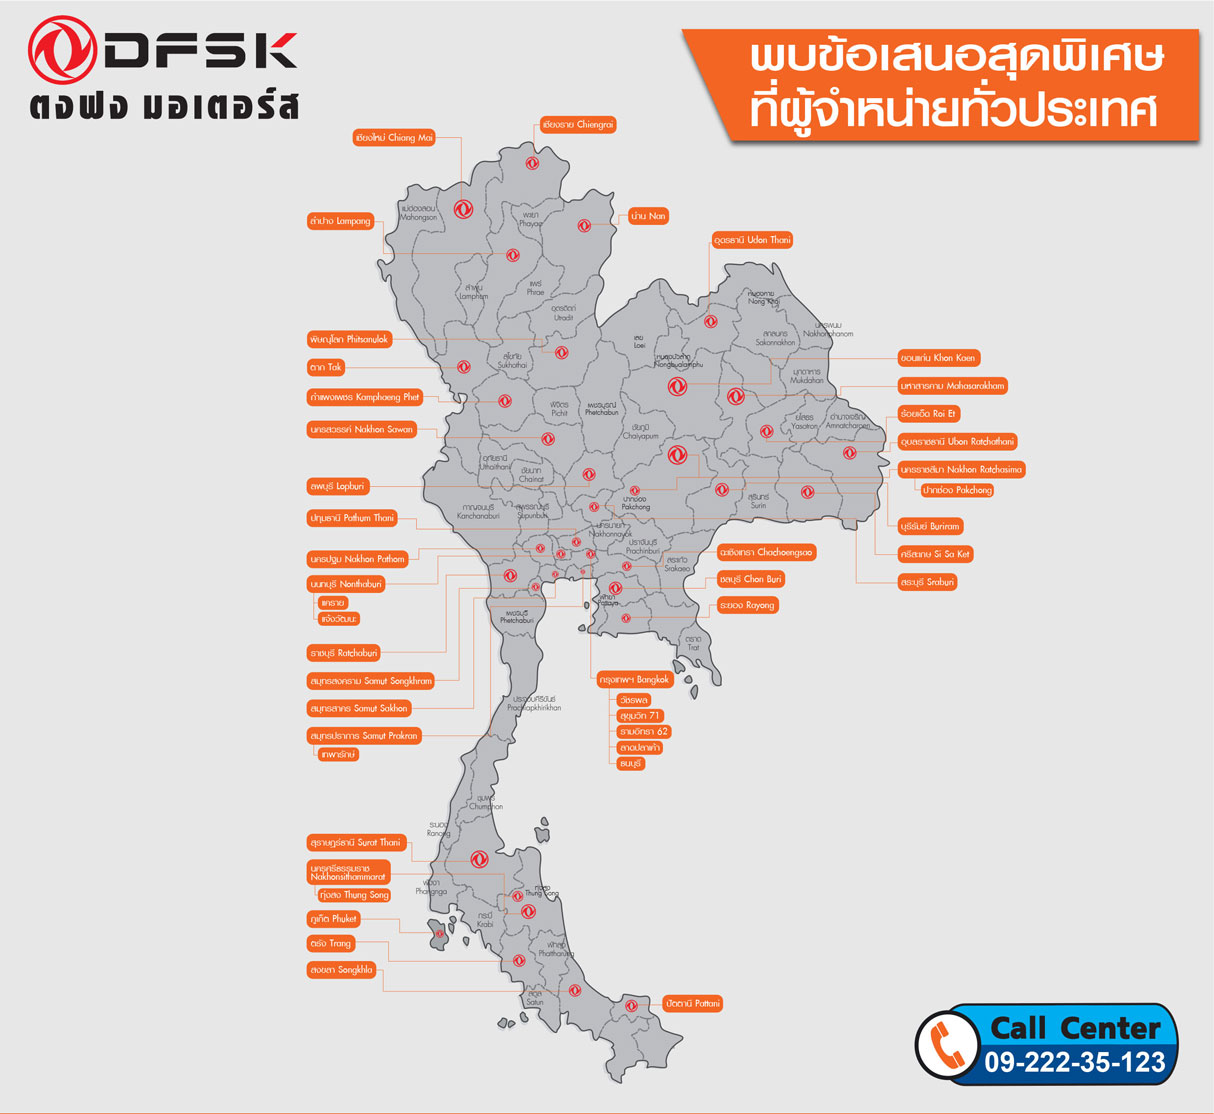 DFSK
ตงฟง มอเตอร์ส
พบข้อเสนอสุดพิเศษ
ที่ผู้จำหน่ายทั่วประเทศ
เชียงราย Chiengrai
เชียงใหม่ Chiang Mai
ลำปาง Lampang
น่าน Nan
อุดรธานี Udon Thani
แม่ฮ่องสอน
Mahongson
พะเยา
Phayao
ลำพูน
Lamphum
แพร่
Phrae
อุตรดิตถ์
Utradit
สุโขทัย
Sukhothai
เลย
Loei
หนองบัวลำภู
Nongbualamphu
หนองคาย
Nong Khai
สกลนคร
Sakonnakhon
นครพนม
Nakhonphanom
มุกดาหาร
Mukdahan
ยโสธร
Yasotron
อำนาจเจริญ
Amnatcharoen
พิจิตร
Pichit
เพชรบูรณ์
Phetchabun
ชัยภูมิ
Chaiyapum
อุทัยธานี
Uthaithani
ชัยนาท
Chainat
กาญจนบุรี
Kanchanaburi
สุพรรณบุรี
Supunburi
ปากช่อง
Pakchong
นครนายก
Nakhonnayok
ปราจีนบุรี
Prachinburi
สระแก้ว
Srakaeo
สุรินทร์
Surin
พัทยา
Pattaya
ตราด
Trat
เพชรบุรี
Phetchaburi
ประจวบคีรีขันธ์
Prachuapkhirikhan
ชุมพร
Chumphon
ระนอง
Ranong
พังงา
Phangnga
ทุ่งสง
Thung Song
กระบี่
Krabi
พัทลุง
Phattharung
สตูล
Satun
พิษณุโลก Phitsanulok
ตาก Tak
กำแพงเพชร Kamphaeng Phet
นครสวรรค์ Nakhon Sawan
ลพบุรี Lopburi
ปทุมธานี Pathum Thani
นครปฐม Nakhon Pathom
นนทบุรี Nonthaburi
แคราย
แจ้งวัฒนะ
ราชบุรี Ratchaburi
สมุทรสงคราม Samut Songkhram
สมุทรสาคร Samut Sakhon
สมุทรปราการ Samut Prakran
เทพารักษ์
สุราษฎร์ธานี Surat Thani
นครศรีธรรมราช
Nakhonsithammarat
ทุ่งสง Thung Song
ภูเก็ต Phuket
ตรัง Trang
สงขลา Songkhla
ขอนแก่น Khon Kaen
มหาสารคาม Mahasarakham
ร้อยเอ็ด Roi Et
อุบลราชธานี Ubon Ratchathani
นครราชสีมา Nakhon Ratchasima
ปากช่อง Pakchong
บุรีรัมย์ Buriram
ศรีสะเกษ Si Sa Ket
สระบุรี Sraburi
ฉะเชิงเทรา Chachoengsao
ชลบุรี Chon Buri
ระยอง Rayong
กรุงเทพฯ Bangkok
วัชรพล
สุขุมวิท 71
รามอินทรา 62
ลาดปลาเค้า
ธนบุรี
ปัตตานี Pattani
Call Center
09-222-35-123